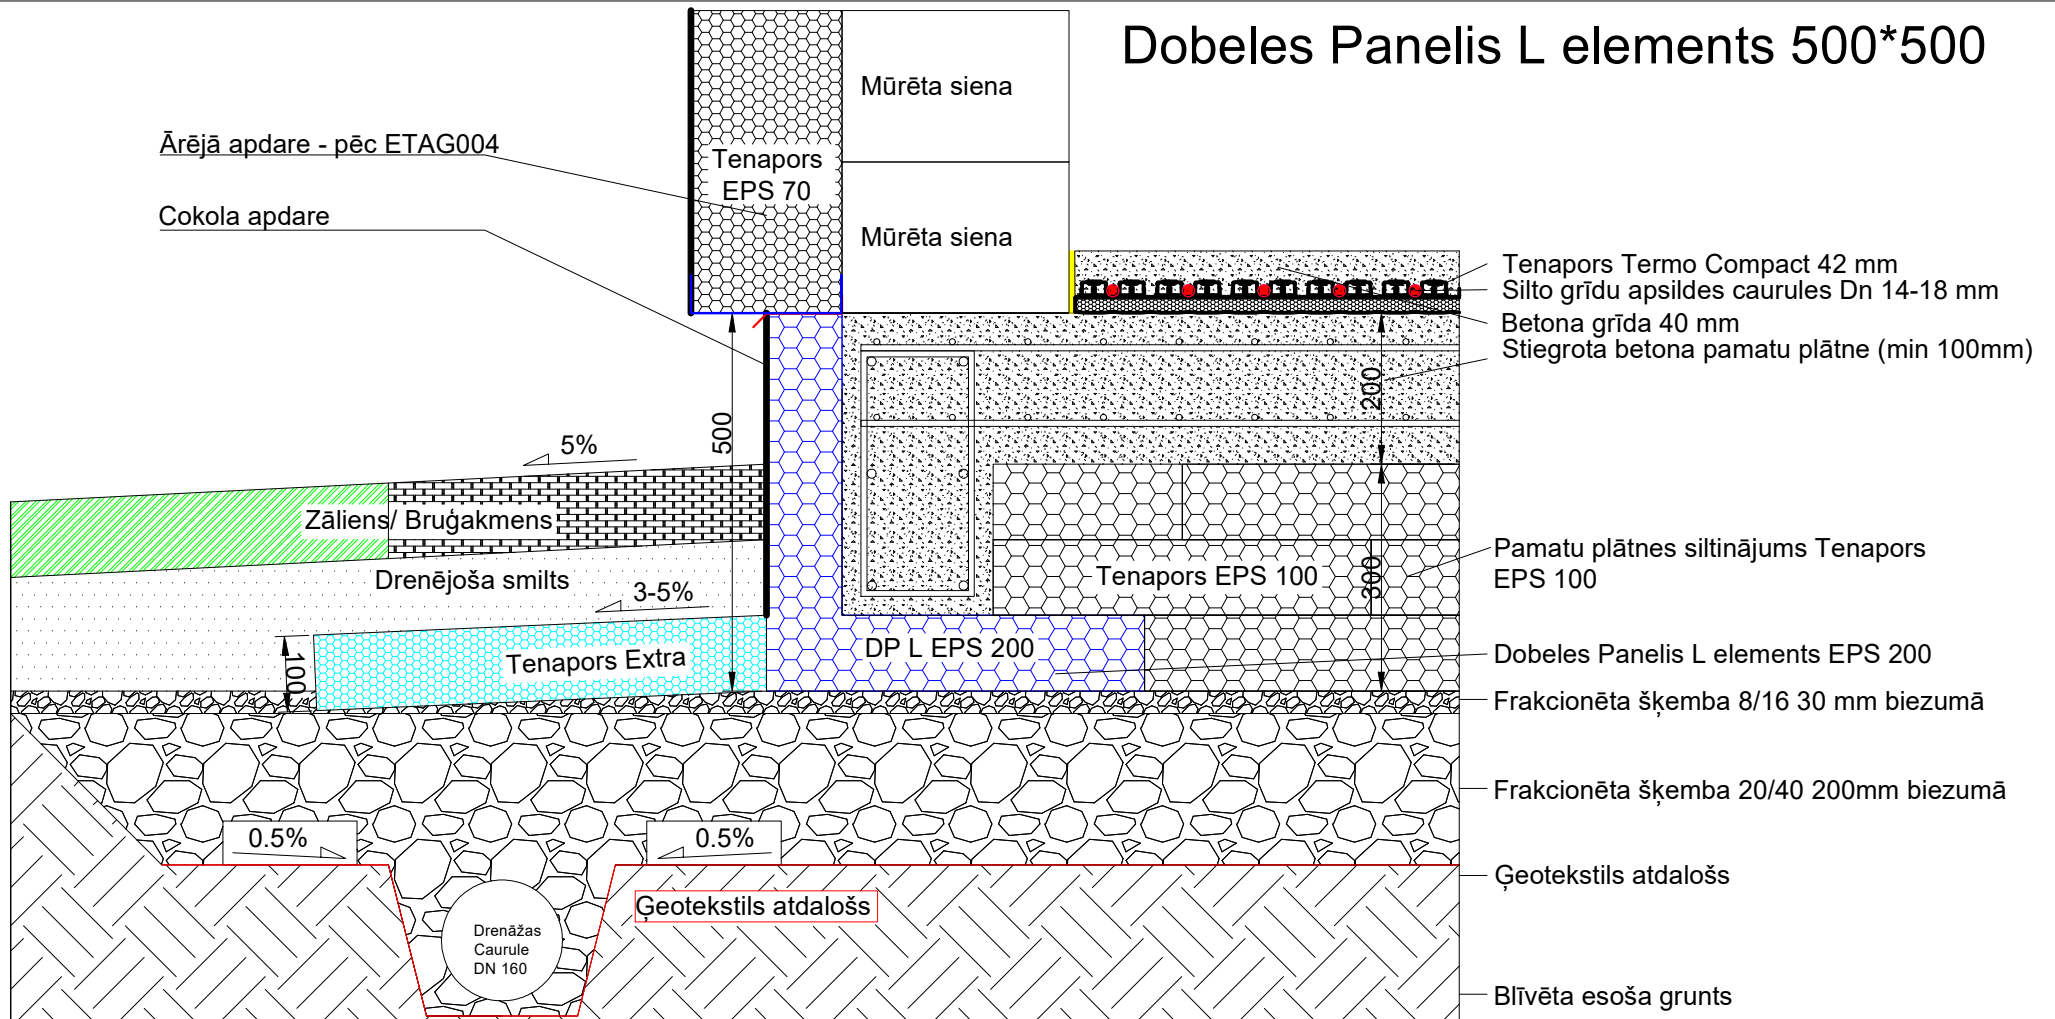 Dobeles Panelis L elements 500*500
Mūrēta siena
Ārējā apdare - pēc ETAG004
Tenapors
EPS 70
Cokola apdare
Mūrēta siena
Tenapors Termo Compact 42 mm
Silto grīdu apsildes caurules Dn 14-18 mm
Betona grīda 40 mm
Stiegrota betona pamatu plātne (min 100mm)
200
500
5%
Zāliens/ Bruģakmens
Drenējoša smilts
3-5%
Tenapors EPS 100
300
Pamatu plātnes siltinājums Tenapors
EPS 100
100
Tenapors Extra
DP L EPS 200
Dobeles Panelis L elements EPS 200
Frakcionēta šķemba 8/16 30 mm biezumā
Frakcionēta šķemba 20/40 200mm biezumā
0.5%
0.5%
Ģeotekstils atdalošs
Ģeotekstils atdalošs
Drenāžas
Caurule
DN 160
Blīvēta esoša grunts